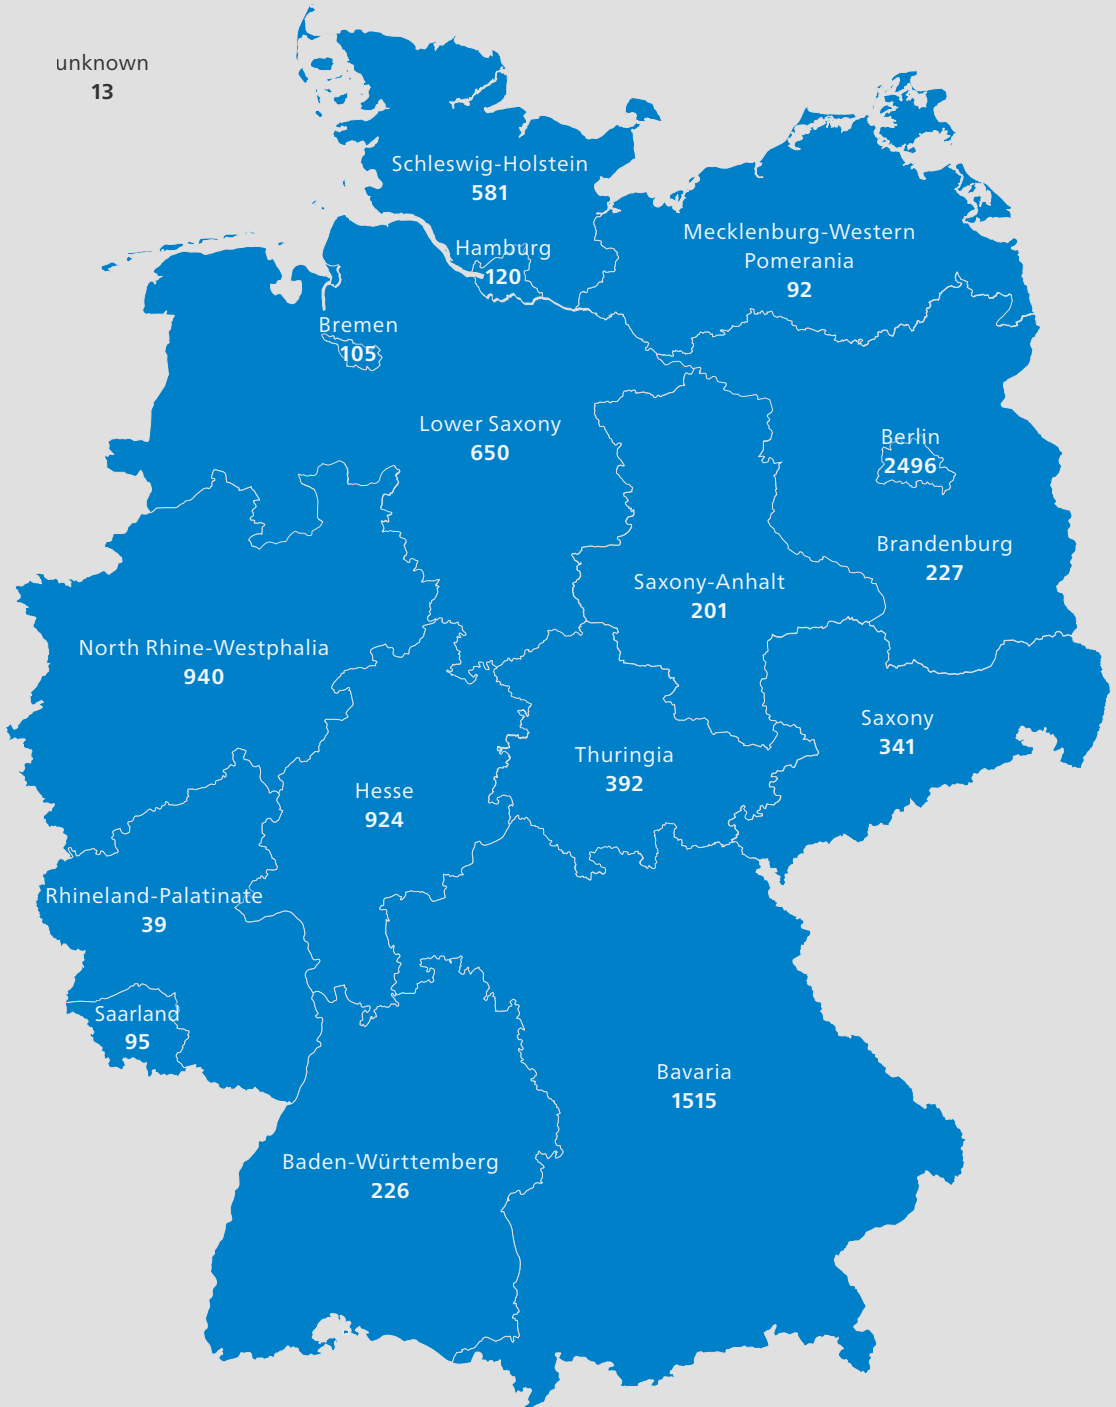 unknown
13
Schleswig-Holstein
581
Hamburg
120
Mecklenburg-Western
Pomerania
92
Bremen
105
Lower Saxony
650
Berlin
2496
Brandenburg
227
Saxony-Anhalt
201
North Rhine-Westphalia
940
Saxony
341
Thuringia
392
Hesse
924
Rhineland-Palatinate
39
Saarland
95
Bavaria
1515
Baden-Württemberg
226